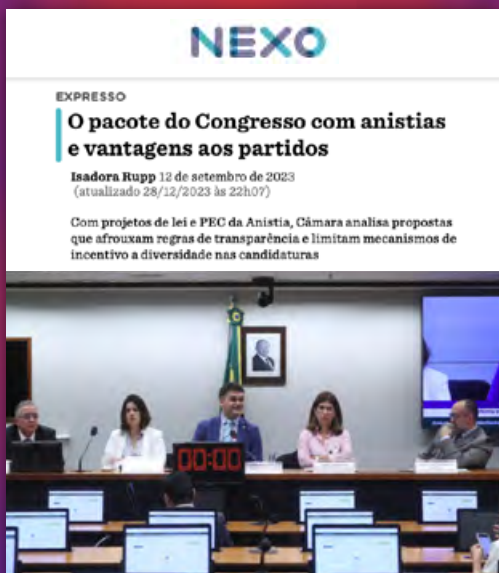 NEXO
EXPRESSO
O pacote do Congresso com anistias
e vantagens aos partidos
Isadora Rupp 12 de setembro de 2023
(atualizado 28/12/2023 às 22h07)
Com projetos de lei e PEC da Anistia, Câmara analisa propostas
que afrouxam regras de transparência e limitam mecanismos de
incentivo a diversidade nas candidaturas
00:00